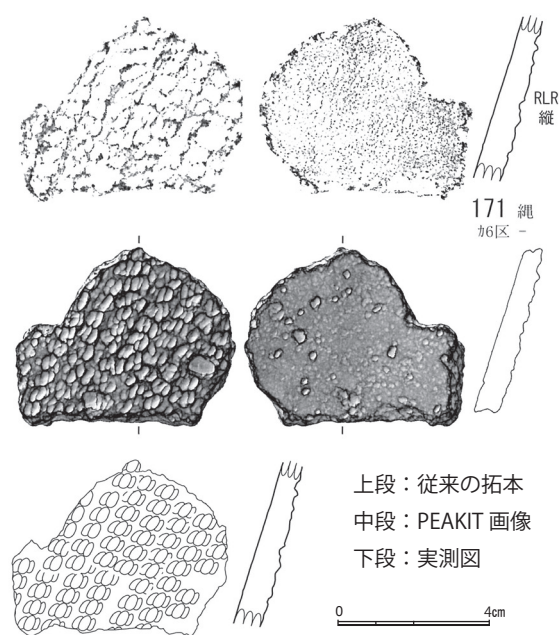 RLR
縦
171 縄
ｶ6区 -
上段：従来の拓本
中段：PEAKIT 画像
下段：実測図
0 4cm